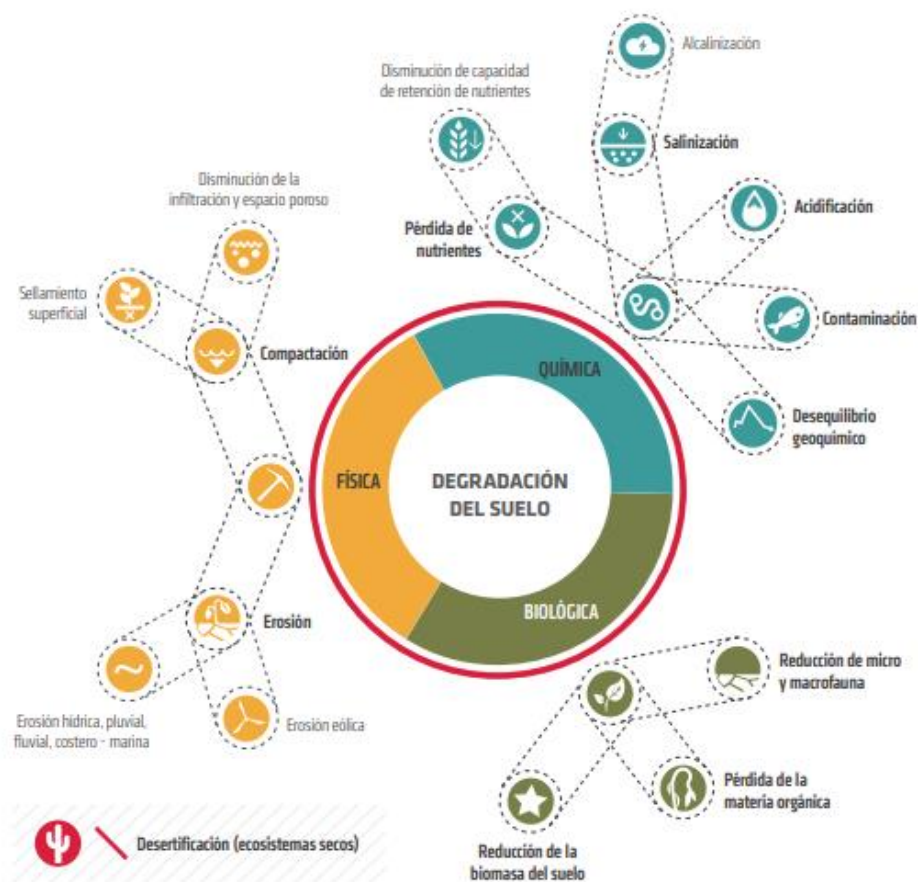 Alcalinización
Disminución de capacidad
de retención de nutrientes
Salinización
Disminución de la
infiltración y espacio poroso
Acidificación
Pérdida de
nutrientes
Sellamiento
superficial
Contaminación
Compactación
QUÍMICA
Desequilibrio
geoquímico
FÍSICA
DEGRADACIÓN
DEL SUELO
BIOLÓGICA
Erosión
Reducción de micro
y macrofauna
Erosión hídrica, pluvial,
fluvial, costero - marina
Erosión eólica
Pérdida de la
materia orgánica
Desertificación (ecosistemas secos)
Reducción de la
biomasa del suelo